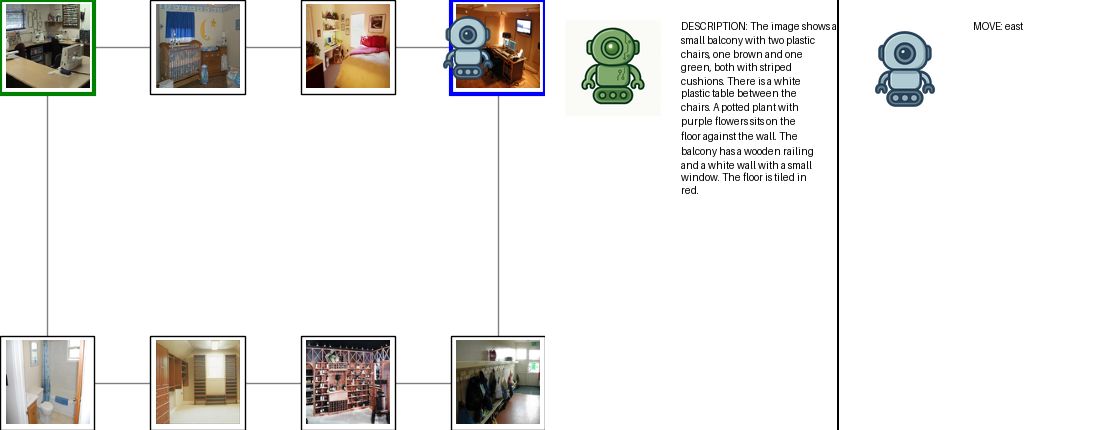 DESCRIPTION: The image shows a
small balcony with two plastic
chairs, one brown and one
green, both with striped
cushions. There is a white
plastic table between the
chairs. A potted plant with
purple flowers sits on the
floor against the wall. The
balcony has a wooden railing
and a white wall with a small
window. The floor is tiled in
red.
MOVE: east